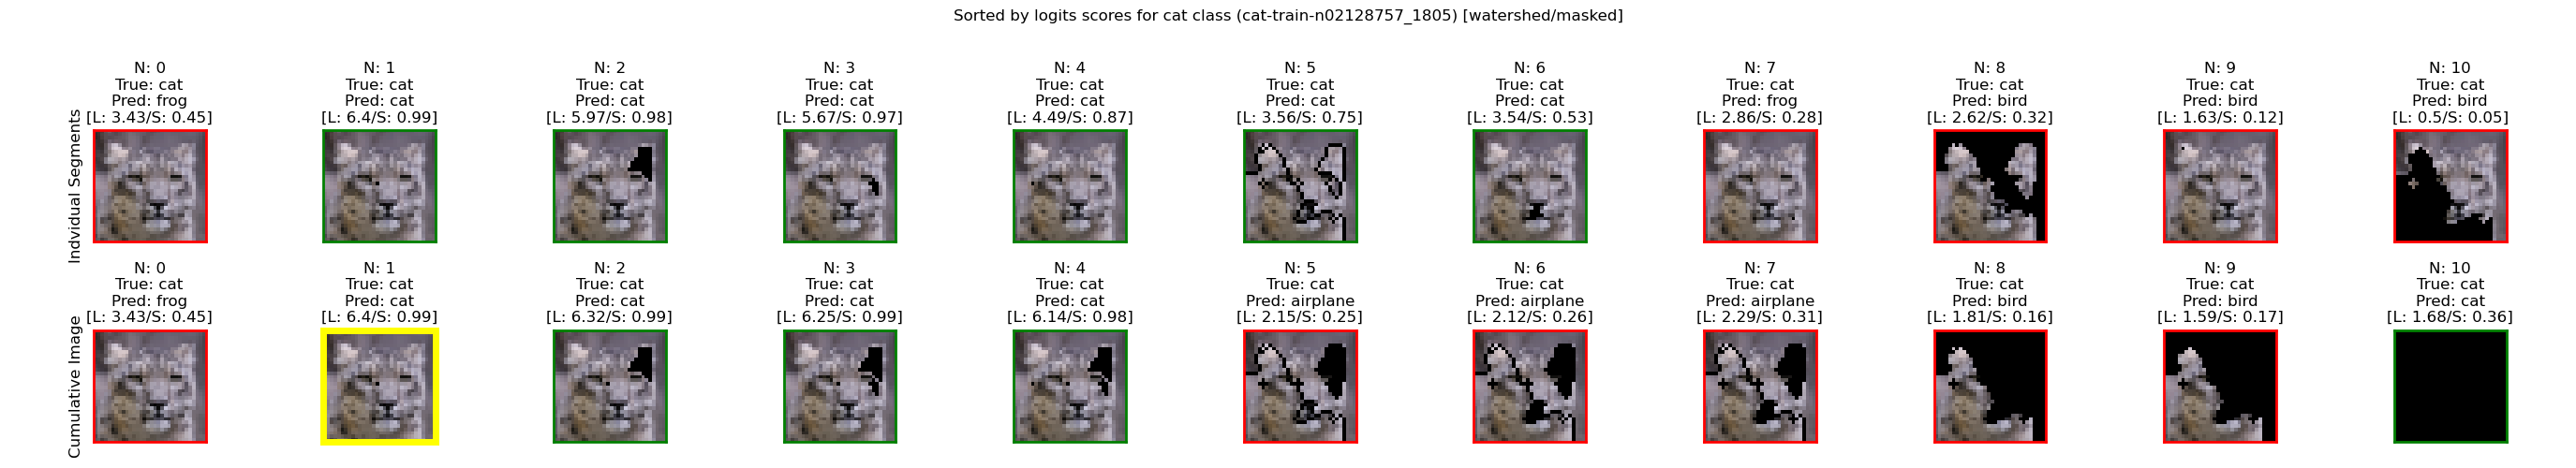 Sorted by logits scores for cat class (cat-train-n02128757_1805) [watershed/masked]
Indvidual Segments
N: 0
True: cat
Pred: frog
[L: 3.43/S: 0.45]
N: 1
True: cat
Pred: cat
[L: 6.4/S: 0.99]
N: 2
True: cat
Pred: cat
[L: 5.97/S: 0.98]
N: 3
True: cat
Pred: cat
[L: 5.67/S: 0.97]
N: 4
True: cat
Pred: cat
[L: 4.49/S: 0.87]
N: 5
True: cat
Pred: cat
[L: 3.56/S: 0.75]
N: 6
True: cat
Pred: cat
[L: 3.54/S: 0.53]
N: 7
True: cat
Pred: frog
[L: 2.86/S: 0.28]
N: 8
True: cat
Pred: bird
[L: 2.62/S: 0.32]
N: 9
True: cat
Pred: bird
[L: 1.63/S: 0.12]
N: 10
True: cat
Pred: bird
[L: 0.5/S: 0.05]
Cumulative Image
N: 0
True: cat
Pred: frog
[L: 3.43/S: 0.45]
N: 1
True: cat
Pred: cat
[L: 6.4/S: 0.99]
N: 2
True: cat
Pred: cat
[L: 6.32/S: 0.99]
N: 3
True: cat
Pred: cat
[L: 6.25/S: 0.99]
N: 4
True: cat
Pred: cat
[L: 6.14/S: 0.98]
N: 5
True: cat
Pred: airplane
[L: 2.15/S: 0.25]
N: 6
True: cat
Pred: airplane
[L: 2.12/S: 0.26]
N: 7
True: cat
Pred: airplane
[L: 2.29/S: 0.31]
N: 8
True: cat
Pred: bird
[L: 1.81/S: 0.16]
N: 9
True: cat
Pred: bird
[L: 1.59/S: 0.17]
N: 10
True: cat
Pred: cat
[L: 1.68/S: 0.36]